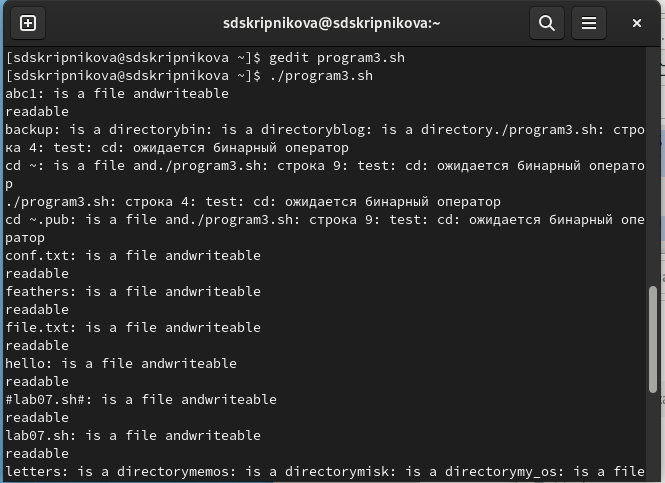 sdskripnikova@sdskripnikova:~
[sdskripnikova@sdskripnikova ~]$ gedit program3.sh
[sdskripnikova@sdskripnikova ~]$ ./program3.sh
abc1: is a file andwriteable
readable
backup: is a directorybin: is a directoryblog: is a directory./program3.sh: стро
ка 4: test: cd: ожидается бинарный оператор
cd ~: is a file and./program3.sh: строка 9: test: cd: ожидается бинарный операто
р
./program3.sh: строка 4: test: cd: ожидается бинарный оператор
cd ~.pub: is a file and./program3.sh: строка 9: test: cd: ожидается бинарный опе
ратор
conf.txt: is a file andwriteable
readable
feathers: is a file andwriteable
readable
file.txt: is a file andwriteable
readable
hello: is a file andwriteable
readable
#lab07.sh#: is a file andwriteable
readable
lab07.sh: is a file andwriteable
readable
letters: is a directorymemos: is a directorymisk: is a directorymy_os: is a file